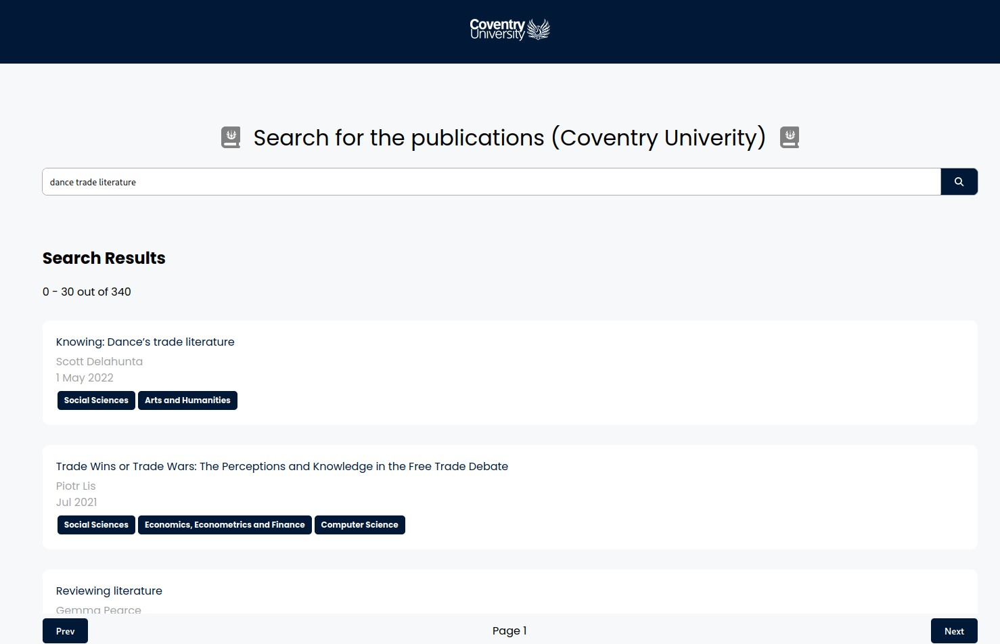 Coventry
University
Search for the publications (Coventry Univerity)
dance trade literature
Search Results
0 - 30 out of 340
Knowing: Dance’s trade literature
Scott Delahunta
1 May 2022
Social Sciences Arts and Humanities
Trade Wins or Trade Wars: The Perceptions and Knowledge in the Free Trade Debate
Piotr Lis
Jul 2021
Social Sciences Economics, Econometrics and Finance Computer Science
Reviewing literature
Gemma Pearce
Prev Page 1 Next